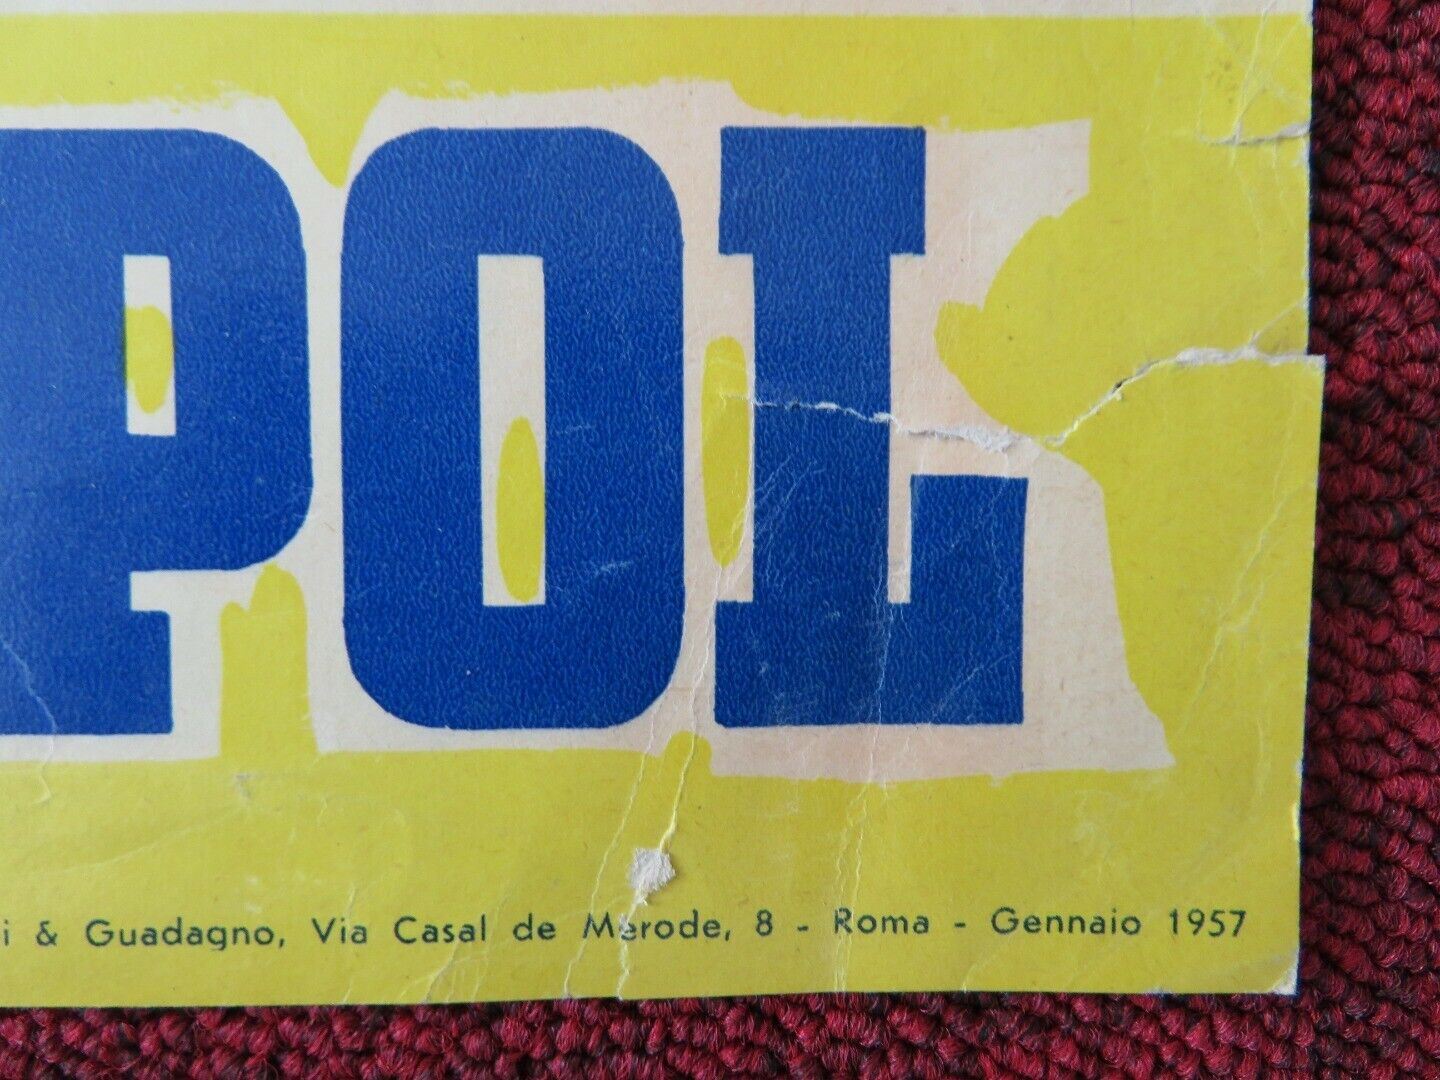 POL
i & Guadagno, Via Casal de Merode, 8 - Roma - Gennaio 1957